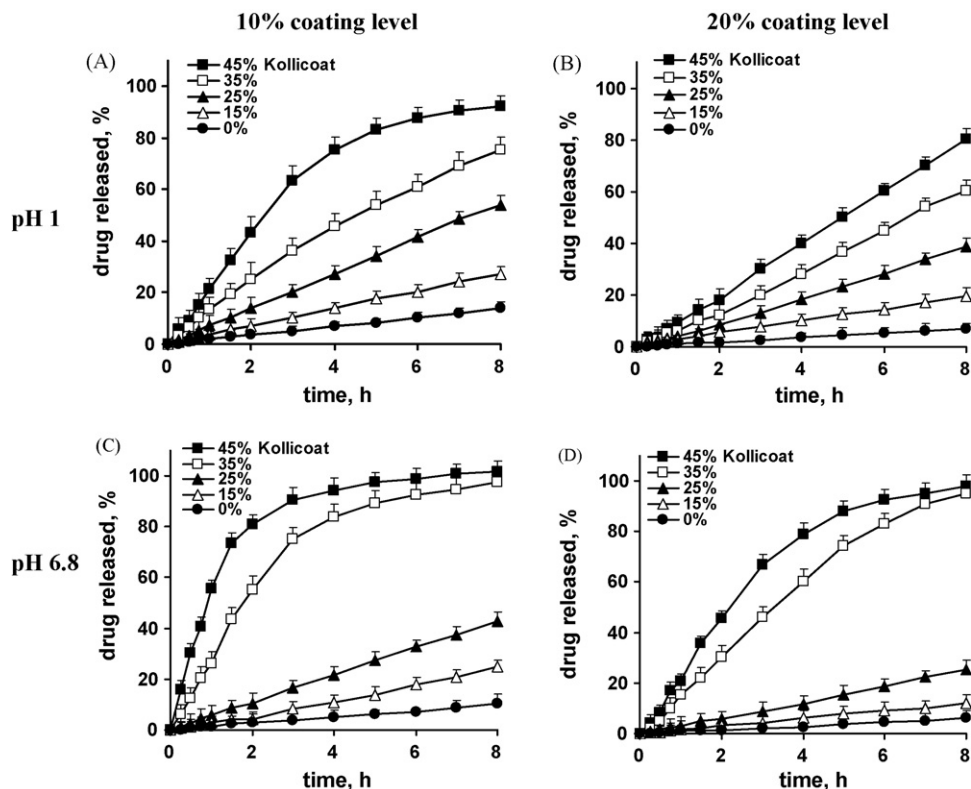 10% coating level
20% coating level
pH 1
(A)
45% Kollicoat
35%
25%
15%
0%
drug released, %
100
80
60
40
20
0
0 2 4 6 8
time, h
(B)
45% Kollicoat
35%
25%
15%
0%
drug released, %
100
80
60
40
20
0
0 2 4 6 8
time, h
pH 6.8
(C)
45% Kollicoat
35%
25%
15%
0%
drug released, %
100
80
60
40
20
0
0 2 4 6 8
time, h
(D)
45% Kollicoat
35%
25%
15%
0%
drug released, %
100
80
60
40
20
0
0 2 4 6 8
time, h